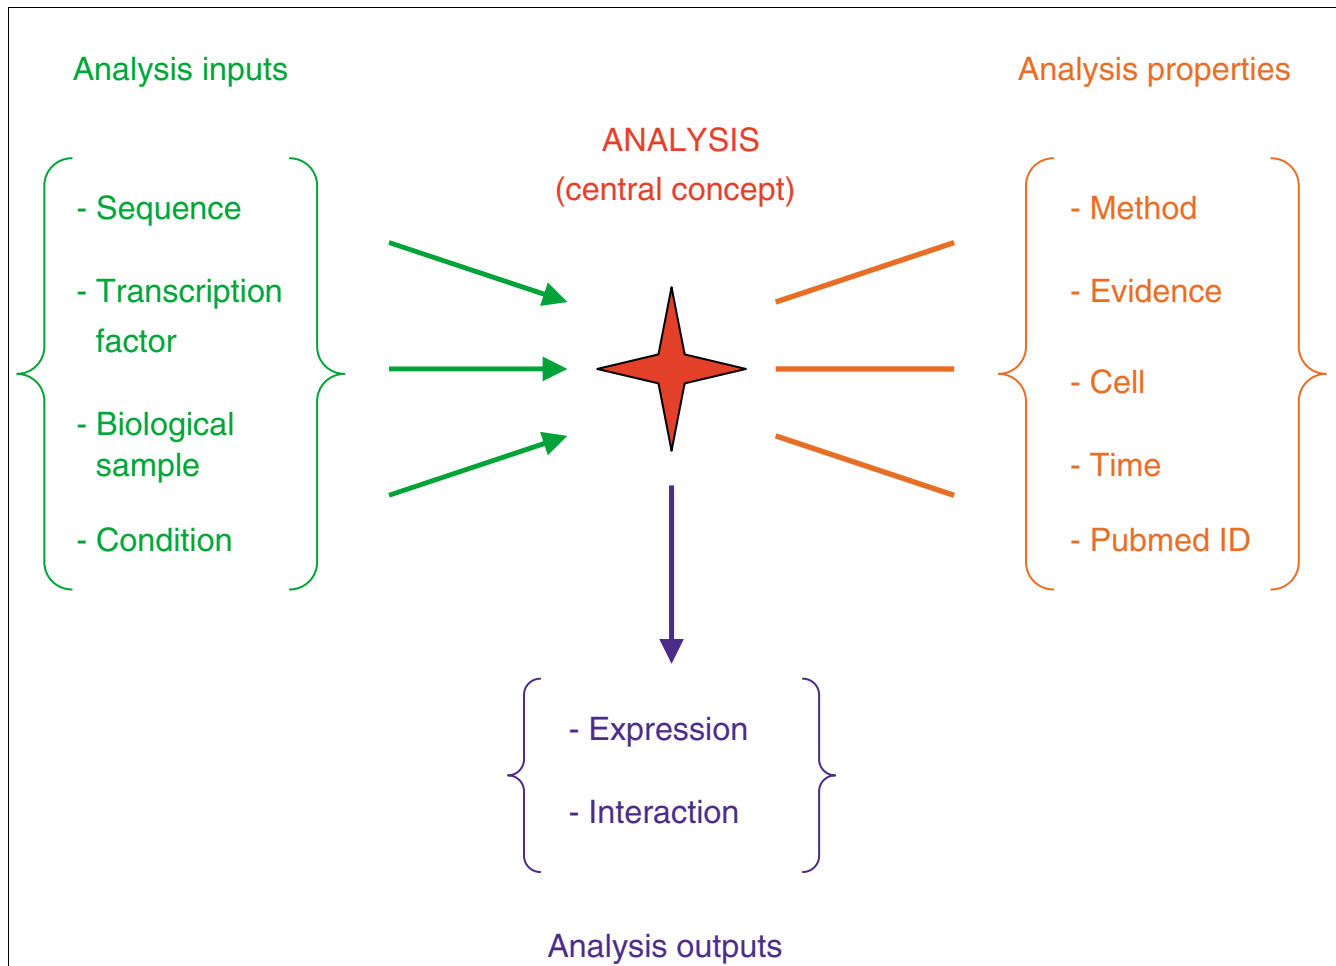 Analysis inputs
- Sequence
- Transcription
factor
- Biological
sample
- Condition
ANALYSIS
(central concept)
Analysis properties
- Method
- Evidence
- Cell
- Time
- Pubmed ID
- Expression
- Interaction
Analysis outputs